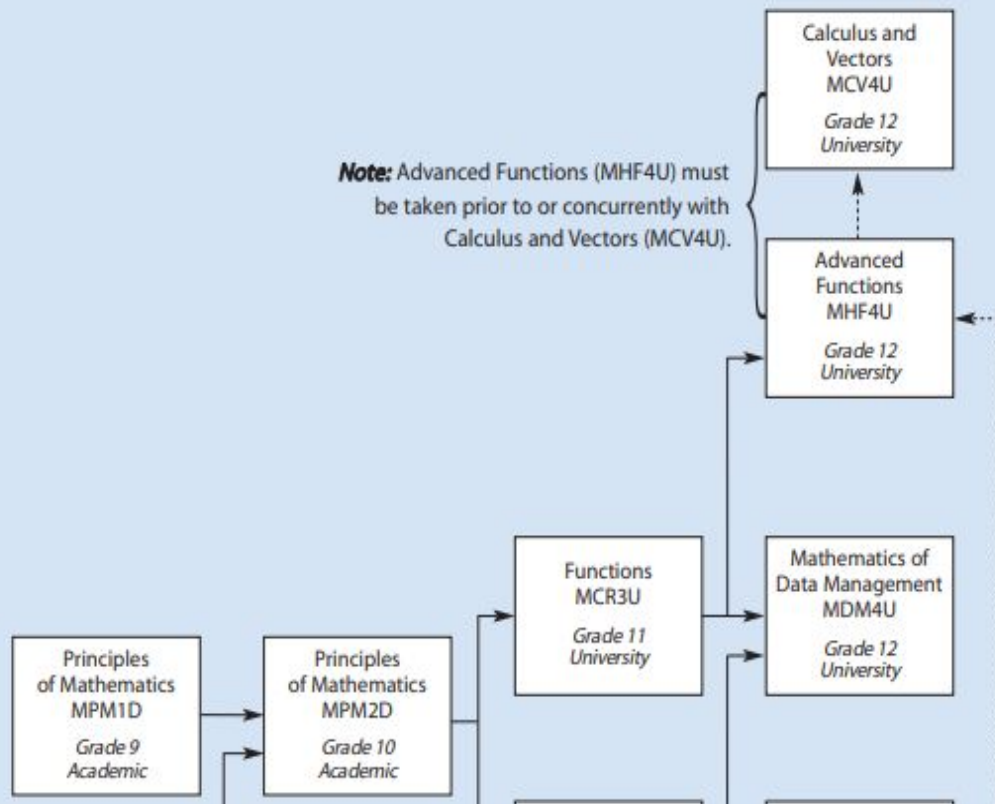 Calculus and
Vectors
MCV4U
Grade 12
University
Note: Advanced Functions (MHF4U) must
be taken prior to or concurrently with
Calculus and Vectors (MCV4U).
Advanced
Functions
MHF4U
Grade 12
University
Functions
MCR3U
Grade 11
University
Mathematics of
Data Management
MDM4U
Grade 12
University
Principles
of Mathematics
MPM1D
Grade 9
Academic
Principles
of Mathematics
MPM2D
Grade 10
Academic